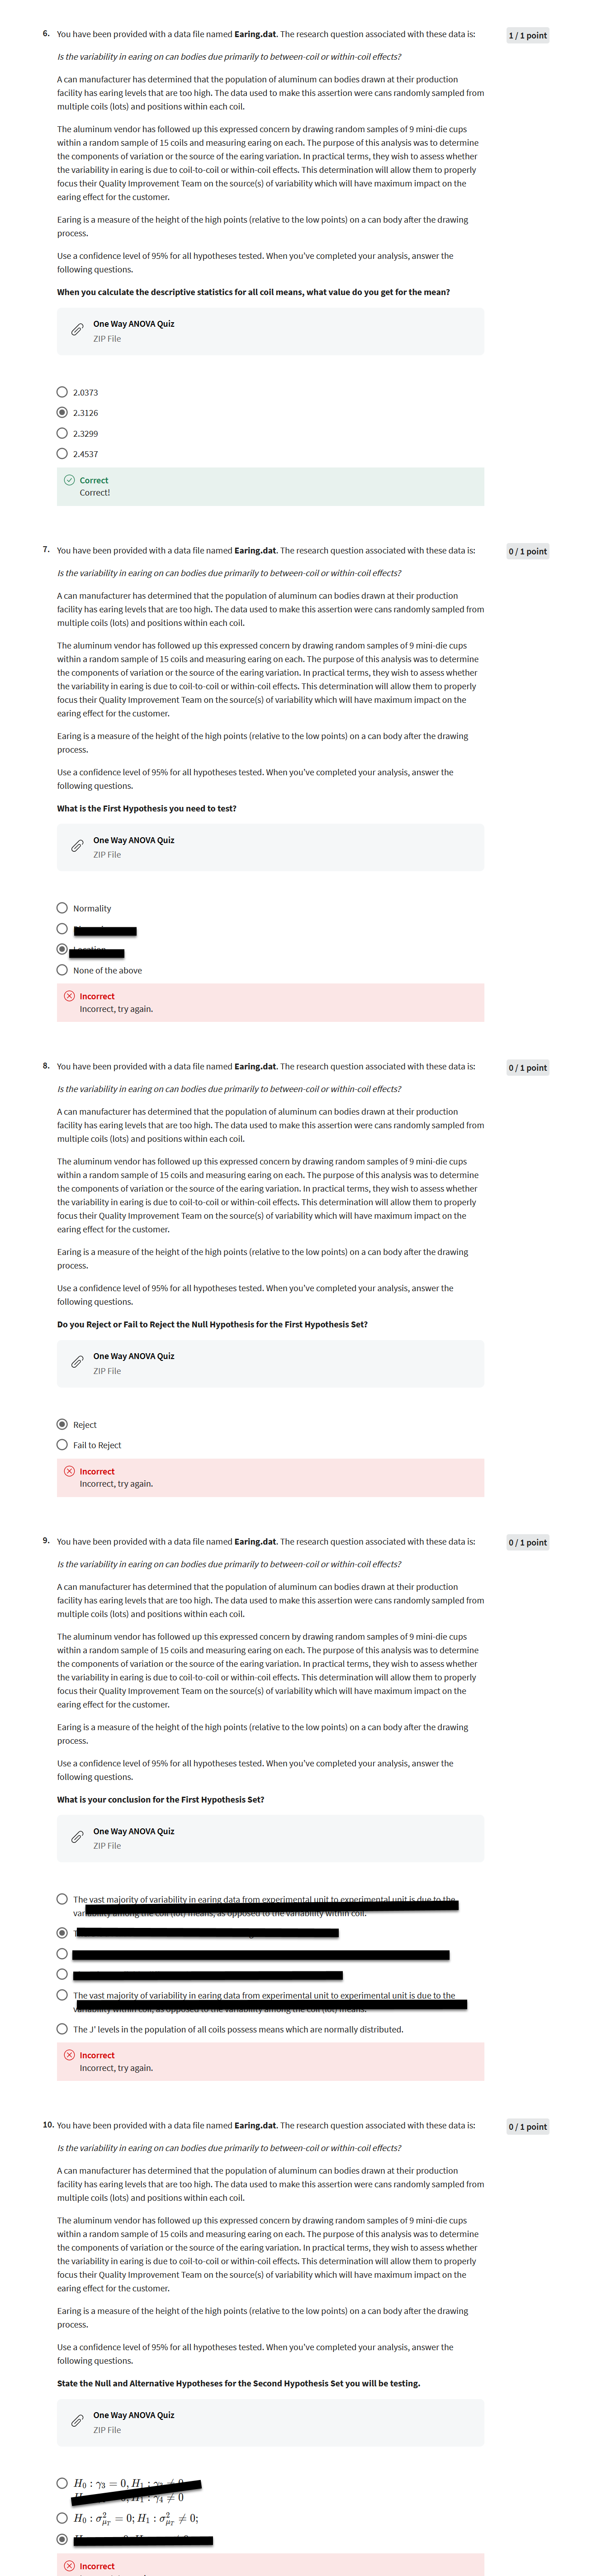 6. You have been provided with a data file named Earing.dat. The research question associated with these data is:
1 / 1 point
Is the variability in earing on can bodies due primarily to between-coil or within-coil effects?
A can manufacturer has determined that the population of aluminum can bodies drawn at their production
facility has earing levels that are too high. The data used to make this assertion were cans randomly sampled from
multiple coils (lots) and positions within each coil.
The aluminum vendor has followed up this expressed concern by drawing random samples of 9 mini-die cups
within a random sample of 15 coils and measuring earing on each. The purpose of this analysis was to determine
the components of variation or the source of the earing variation. In practical terms, they wish to assess whether
the variability in earing is due to coil-to-coil or within-coil effects. This determination will allow them to properly
focus their Quality Improvement Team on the source(s) of variability which will have maximum impact on the
earing effect for the customer.
Earing is a measure of the height of the high points (relative to the low points) on a can body after the drawing
process.
Use a confidence level of 95% for all hypotheses tested. When you've completed your analysis, answer the
following questions.
When you calculate the descriptive statistics for all coil means, what value do you get for the mean?
One Way ANOVA Quiz
ZIP File
2.0373
2.3126
2.3299
2.4537
Correct
Correct!
7. You have been provided with a data file named Earing.dat. The research question associated with these data is:
0 / 1 point
Is the variability in earing on can bodies due primarily to between-coil or within-coil effects?
A can manufacturer has determined that the population of aluminum can bodies drawn at their production
facility has earing levels that are too high. The data used to make this assertion were cans randomly sampled from
multiple coils (lots) and positions within each coil.
The aluminum vendor has followed up this expressed concern by drawing random samples of 9 mini-die cups
within a random sample of 15 coils and measuring earing on each. The purpose of this analysis was to determine
the components of variation or the source of the earing variation. In practical terms, they wish to assess whether
the variability in earing is due to coil-to-coil or within-coil effects. This determination will allow them to properly
focus their Quality Improvement Team on the source(s) of variability which will have maximum impact on the
earing effect for the customer.
Earing is a measure of the height of the high points (relative to the low points) on a can body after the drawing
process.
Use a confidence level of 95% for all hypotheses tested. When you've completed your analysis, answer the
following questions.
What is the First Hypothesis you need to test?
One Way ANOVA Quiz
ZIP File
Normality
None of the above
Incorrect
Incorrect, try again.
8. You have been provided with a data file named Earing.dat. The research question associated with these data is:
0 / 1 point
Is the variability in earing on can bodies due primarily to between-coil or within-coil effects?
A can manufacturer has determined that the population of aluminum can bodies drawn at their production
facility has earing levels that are too high. The data used to make this assertion were cans randomly sampled from
multiple coils (lots) and positions within each coil.
The aluminum vendor has followed up this expressed concern by drawing random samples of 9 mini-die cups
within a random sample of 15 coils and measuring earing on each. The purpose of this analysis was to determine
the components of variation or the source of the earing variation. In practical terms, they wish to assess whether
the variability in earing is due to coil-to-coil or within-coil effects. This determination will allow them to properly
focus their Quality Improvement Team on the source(s) of variability which will have maximum impact on the
earing effect for the customer.
Earing is a measure of the height of the high points (relative to the low points) on a can body after the drawing
process.
Use a confidence level of 95% for all hypotheses tested. When you've completed your analysis, answer the
following questions.
Do you Reject or Fail to Reject the Null Hypothesis for the First Hypothesis Set?
One Way ANOVA Quiz
ZIP File
Reject
Fail to Reject
Incorrect
Incorrect, try again.
9. You have been provided with a data file named Earing.dat. The research question associated with these data is:
0 / 1 point
Is the variability in earing on can bodies due primarily to between-coil or within-coil effects?
A can manufacturer has determined that the population of aluminum can bodies drawn at their production
facility has earing levels that are too high. The data used to make this assertion were cans randomly sampled from
multiple coils (lots) and positions within each coil.
The aluminum vendor has followed up this expressed concern by drawing random samples of 9 mini-die cups
within a random sample of 15 coils and measuring earing on each. The purpose of this analysis was to determine
the components of variation or the source of the earing variation. In practical terms, they wish to assess whether
the variability in earing is due to coil-to-coil or within-coil effects. This determination will allow them to properly
focus their Quality Improvement Team on the source(s) of variability which will have maximum impact on the
earing effect for the customer.
Earing is a measure of the height of the high points (relative to the low points) on a can body after the drawing
process.
Use a confidence level of 95% for all hypotheses tested. When you've completed your analysis, answer the
following questions.
What is your conclusion for the First Hypothesis Set?
One Way ANOVA Quiz
ZIP File
The vast majority of variability in earing data from experimental unit to experimental unit is due to the
The vast majority of variability in earing data from experimental unit to experimental unit is due to the
The J' levels in the population of all coils possess means which are normally distributed.
Incorrect
Incorrect, try again.
10. You have been provided with a data file named Earing.dat. The research question associated with these data is:
0 / 1 point
Is the variability in earing on can bodies due primarily to between-coil or within-coil effects?
A can manufacturer has determined that the population of aluminum can bodies drawn at their production
facility has earing levels that are too high. The data used to make this assertion were cans randomly sampled from
multiple coils (lots) and positions within each coil.
The aluminum vendor has followed up this expressed concern by drawing random samples of 9 mini-die cups
within a random sample of 15 coils and measuring earing on each. The purpose of this analysis was to determine
the components of variation or the source of the earing variation. In practical terms, they wish to assess whether
the variability in earing is due to coil-to-coil or within-coil effects. This determination will allow them to properly
focus their Quality Improvement Team on the source(s) of variability which will have maximum impact on the
earing effect for the customer.
Earing is a measure of the height of the high points (relative to the low points) on a can body after the drawing
process.
Use a confidence level of 95% for all hypotheses tested. When you've completed your analysis, answer the
following questions.
State the Null and Alternative Hypotheses for the Second Hypothesis Set you will be testing.
One Way ANOVA Quiz
ZIP File
H₀ : γ₃ = 0, H₁ :
γ₄ ≠ 0
H₀ : σ²_μT = 0; H₁ : σ²_μT ≠ 0;
Incorrect